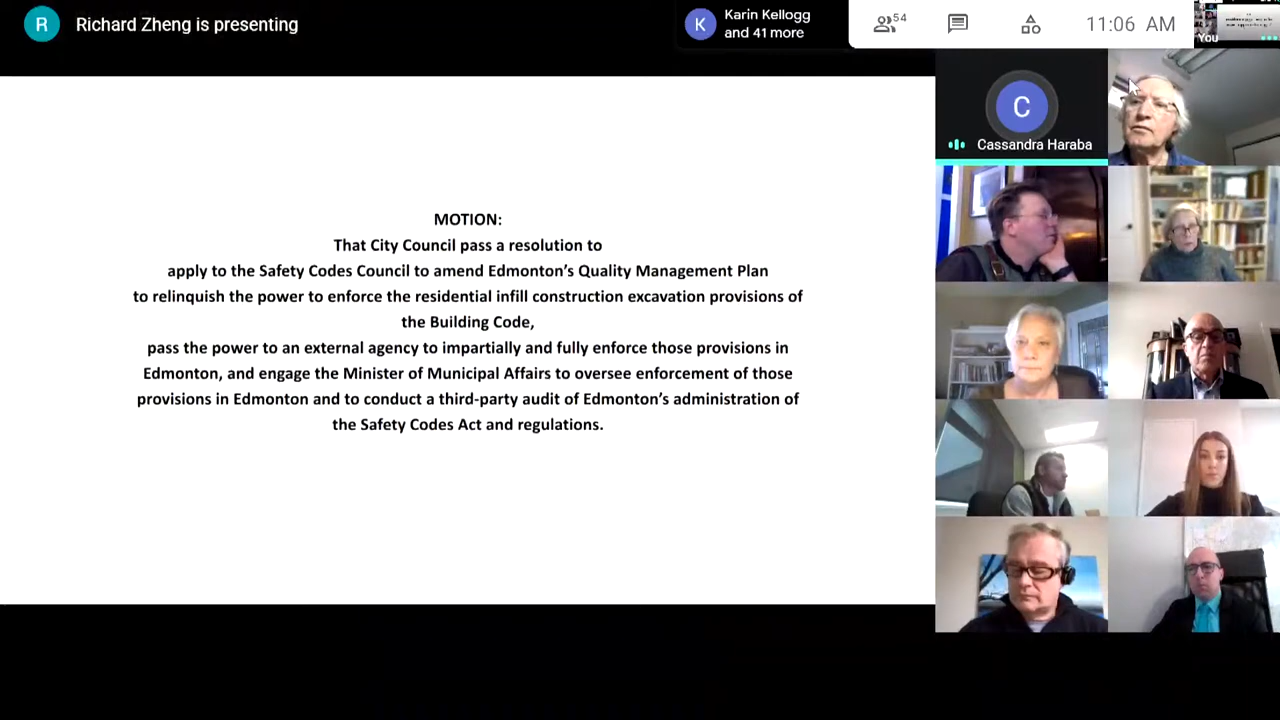 R
Richard Zheng is presenting
K
Karin Kellogg
and 41 more
54
11:06 AM
You
C
Cassandra Haraba
MOTION:
That City Council pass a resolution to
apply to the Safety Codes Council to amend Edmonton's Quality Management Plan
to relinquish the power to enforce the residential infill construction excavation provisions of
the Building Code,
pass the power to an external agency to impartially and fully enforce those provisions in
Edmonton, and engage the Minister of Municipal Affairs to oversee enforcement of those
provisions in Edmonton and to conduct a third-party audit of Edmonton's administration of
the Safety Codes Act and regulations.